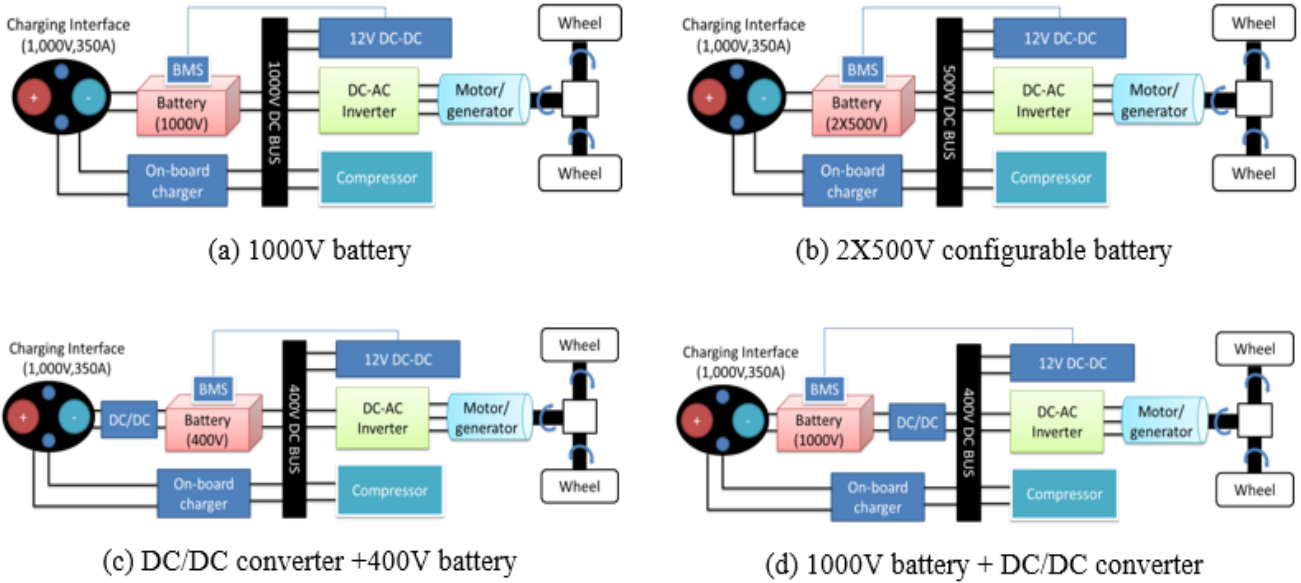 Charging Interface
(1,000V,350A)
+
-
BMS
Battery
(1000V)
On-board
charger
1000V DC BUS
12V DC-DC
DC-AC
Inverter
Motor/
generator
Compressor
Wheel
Wheel
(a) 1000V battery
Charging Interface
(1,000V,350A)
+
-
BMS
Battery
(2X500V)
On-board
charger
500V DC BUS
12V DC-DC
DC-AC
Inverter
Motor/
generator
Compressor
Wheel
Wheel
(b) 2X500V configurable battery
Charging Interface
(1,000V,350A)
+
-
DC/DC
BMS
Battery
(400V)
On-board
charger
400V DC BUS
12V DC-DC
DC-AC
Inverter
Motor/
generator
Compressor
Wheel
Wheel
(c) DC/DC converter +400V battery
Charging Interface
(1,000V,350A)
+
-
BMS
Battery
(1000V)
DC/DC
On-board
charger
400V DC BUS
12V DC-DC
DC-AC
Inverter
Motor/
generator
Compressor
Wheel
Wheel
(d) 1000V battery + DC/DC converter